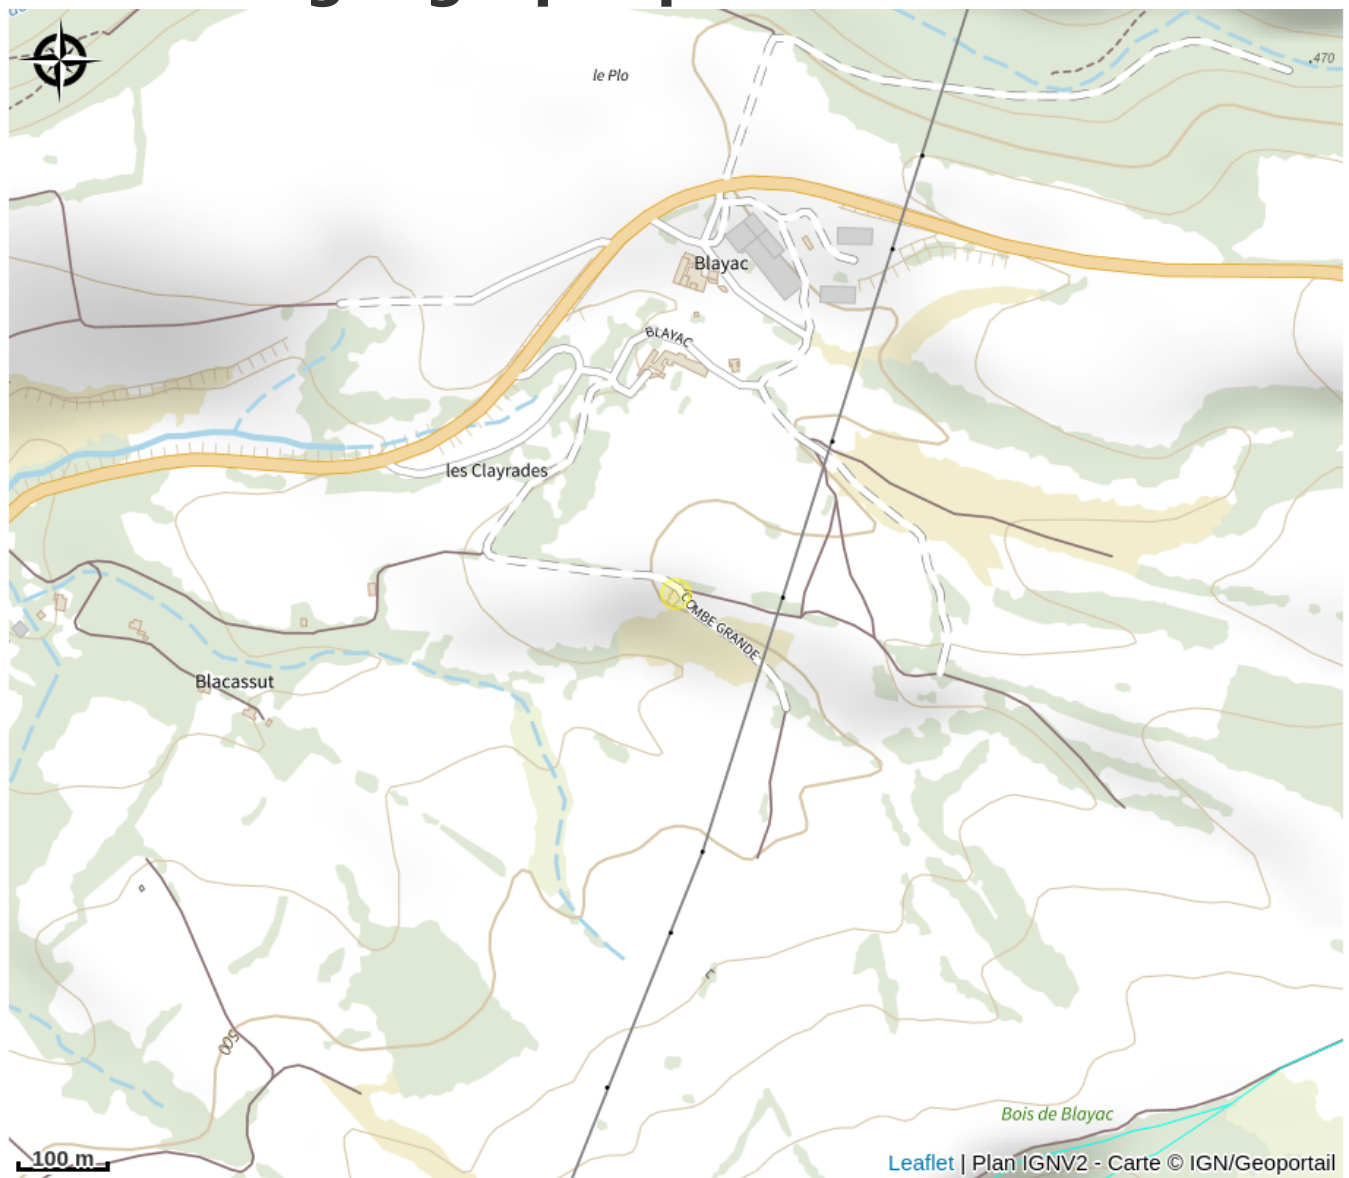 le Plo
.470
Blayac
BLAYAC
les Clayrades
COMBE GRANDE
Blacassut
500
Bois de Blayac
100 m
Leaflet | Plan IGNV2 - Carte © IGN/Geoportail